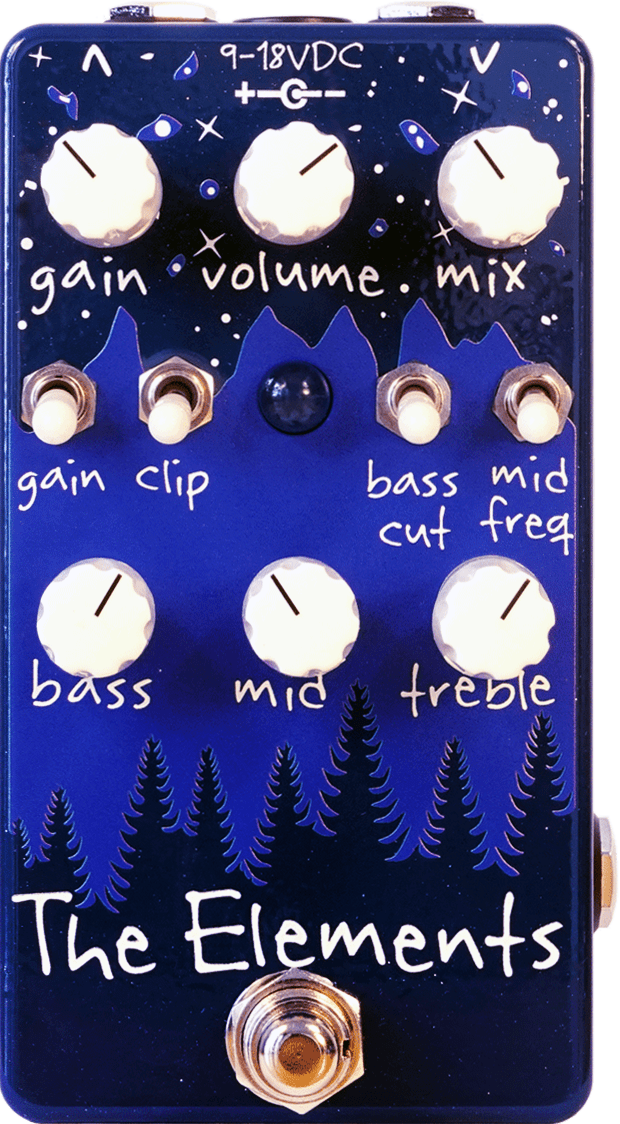 9-18VDC
gain volume mix
gain clip bass mid
cut freq
bass mid treble
The Elements